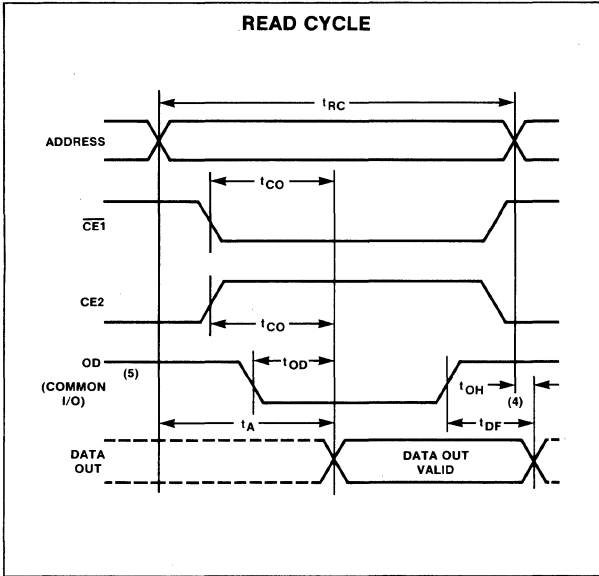 READ CYCLE
tRC
ADDRESS
tCO
CE1
CE2
tCO
OD
(5)
tOD
(COMMON
I/O)
tOH
(4)
tA
tDF
DATA
OUT
DATA OUT
VALID